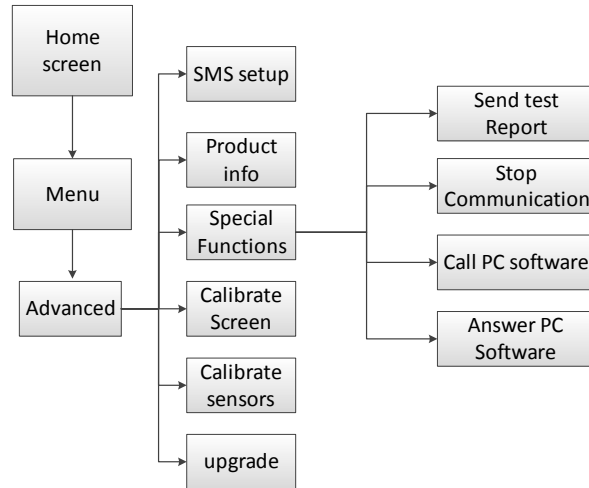 Home
screen
Menu
Advanced
SMS setup
Product
info
Special
Functions
Calibrate
Screen
Calibrate
sensors
upgrade
Send test
Report
Stop
Communication
Call PC software
Answer PC
Software